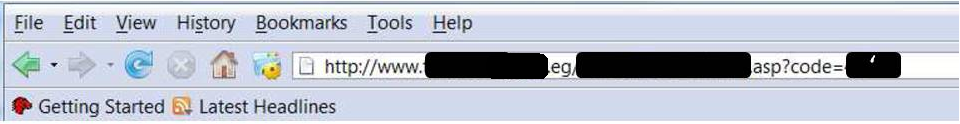 File Edit View History Bookmarks Tools Help
http://www. .eg/ .asp?code=
Getting Started Latest Headlines